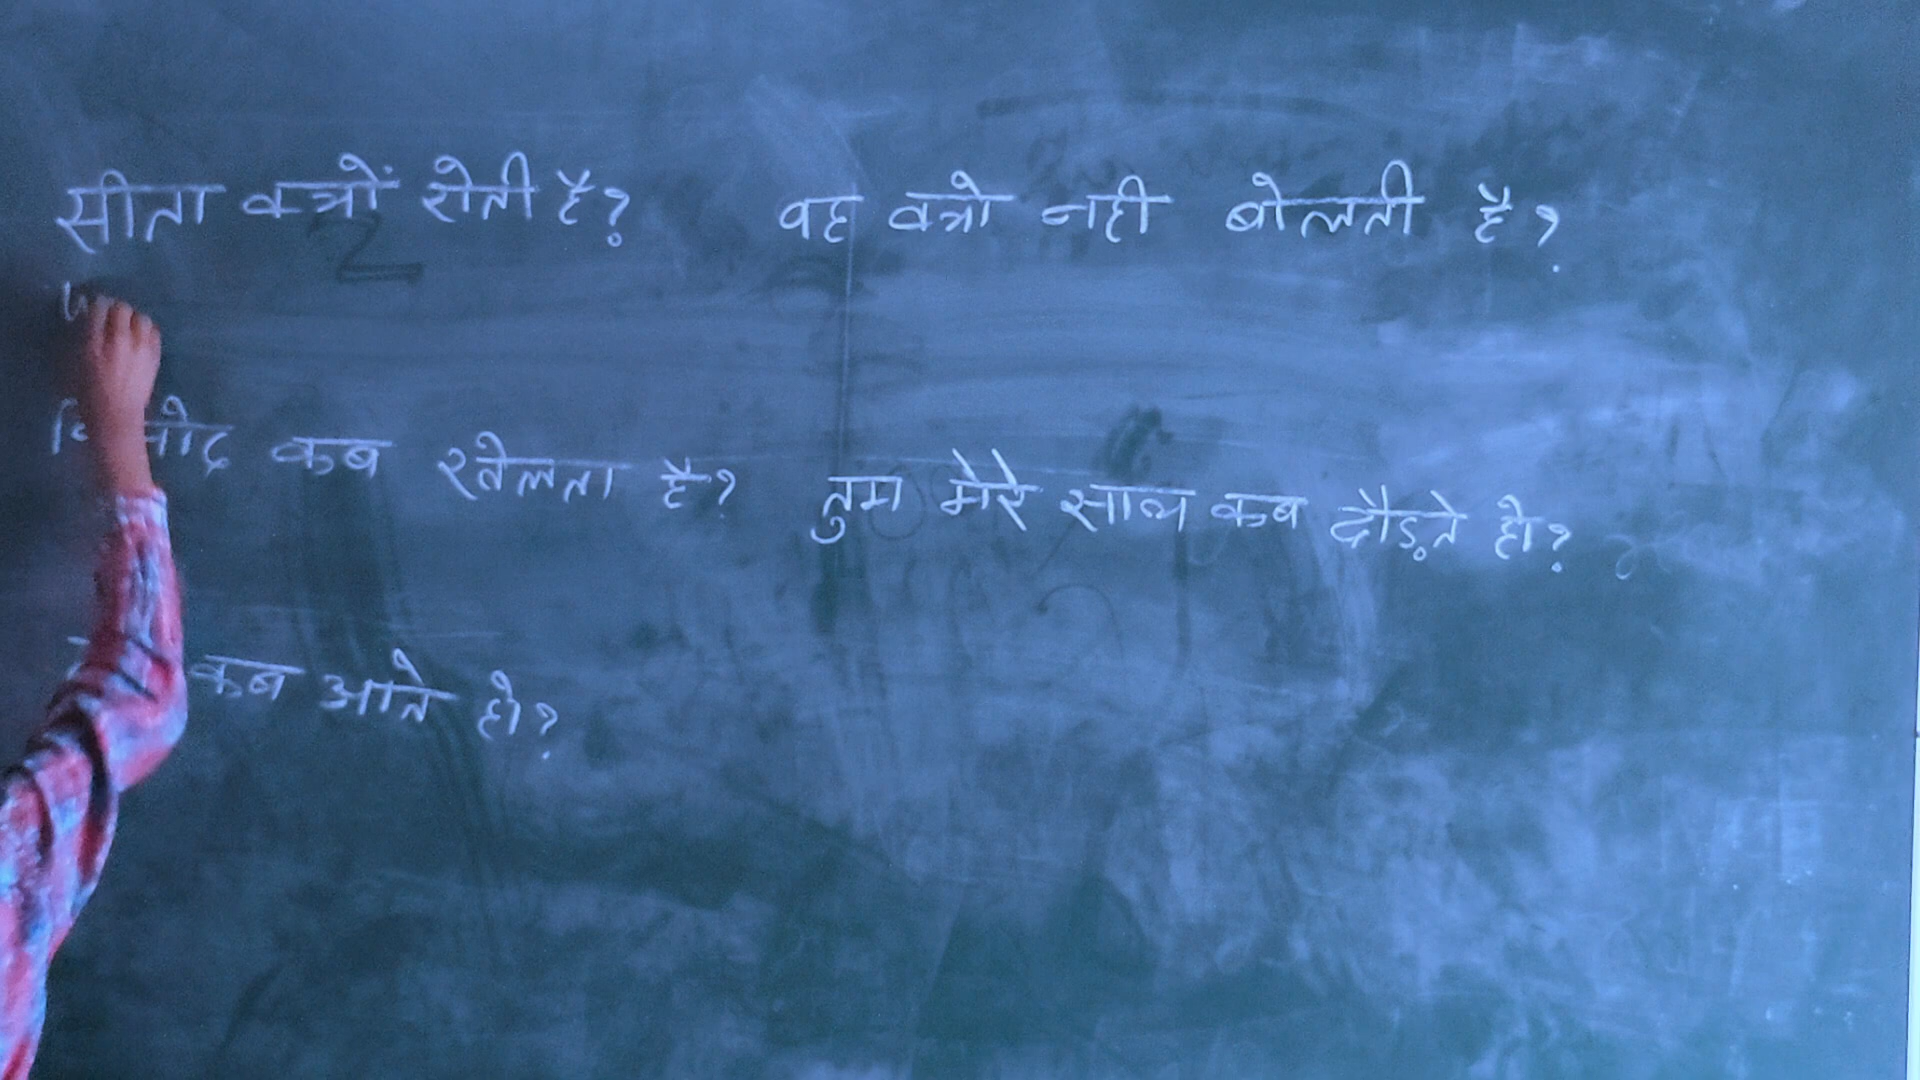 सीता क्यों रोती है? वह क्यो नही बोलती है?
कब खेलता है? तुम मेरे साथ कब दौड़ते हो?
कब आते हो?